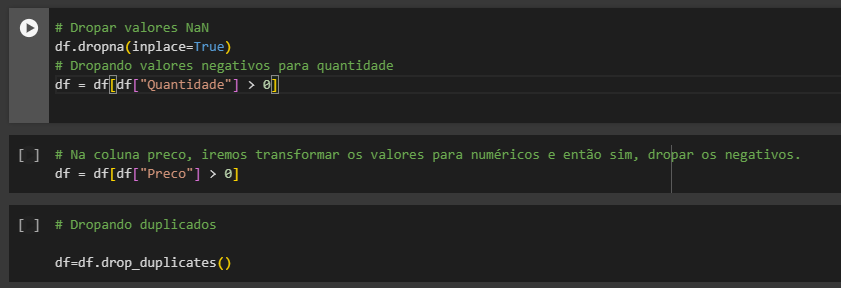 # Dropar valores NaN
df.dropna(inplace=True)
# Dropando valores negativos para quantidade
df = df[df["Quantidade"] > 0]
[ ] # Na coluna preco, iremos transformar os valores para numéricos e então sim, dropar os negativos.
df = df[df["Preco"] > 0]
[ ] # Dropando duplicados
df=df.drop_duplicates()